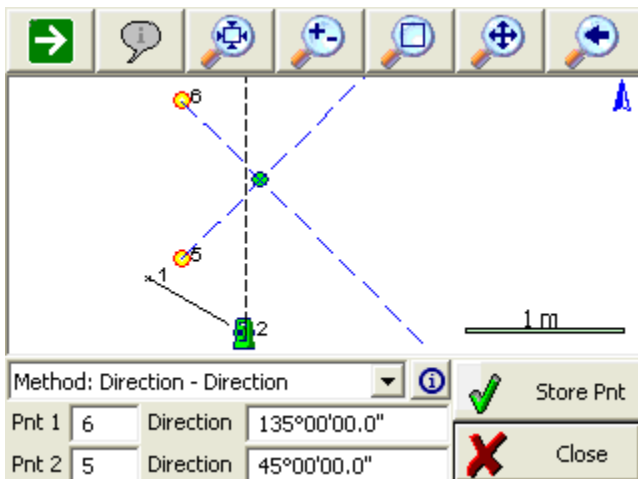 6
5
1
2
1 m
Method: Direction - Direction
Store Pnt
Pnt 1 6 Direction 135°00'00.0"
Close
Pnt 2 5 Direction 45°00'00.0"